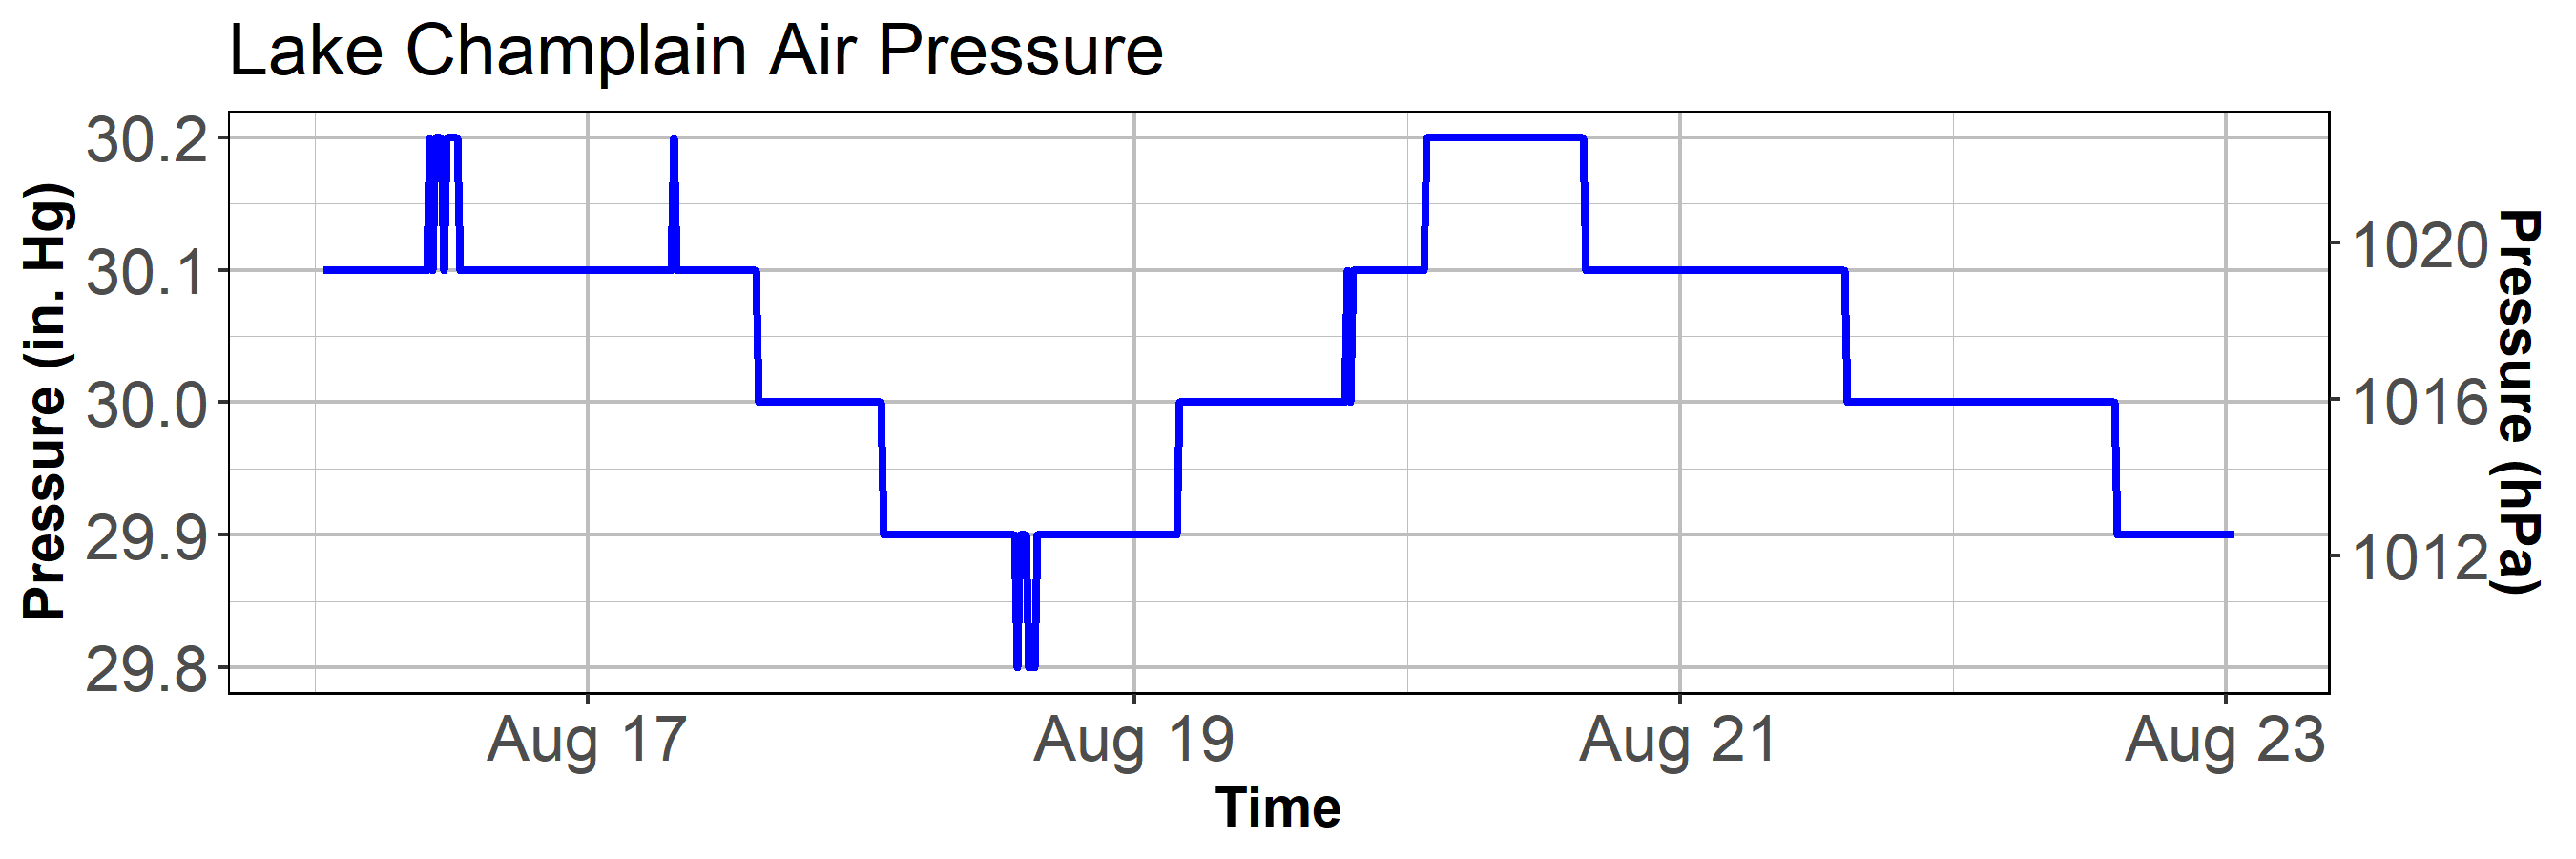 Lake Champlain Air Pressure
Pressure (in. Hg)
30.2
30.1
30.0
29.9
29.8
1020
1016
1012
Pressure (hPa)
Aug 17
Aug 19
Aug 21
Aug 23
Time